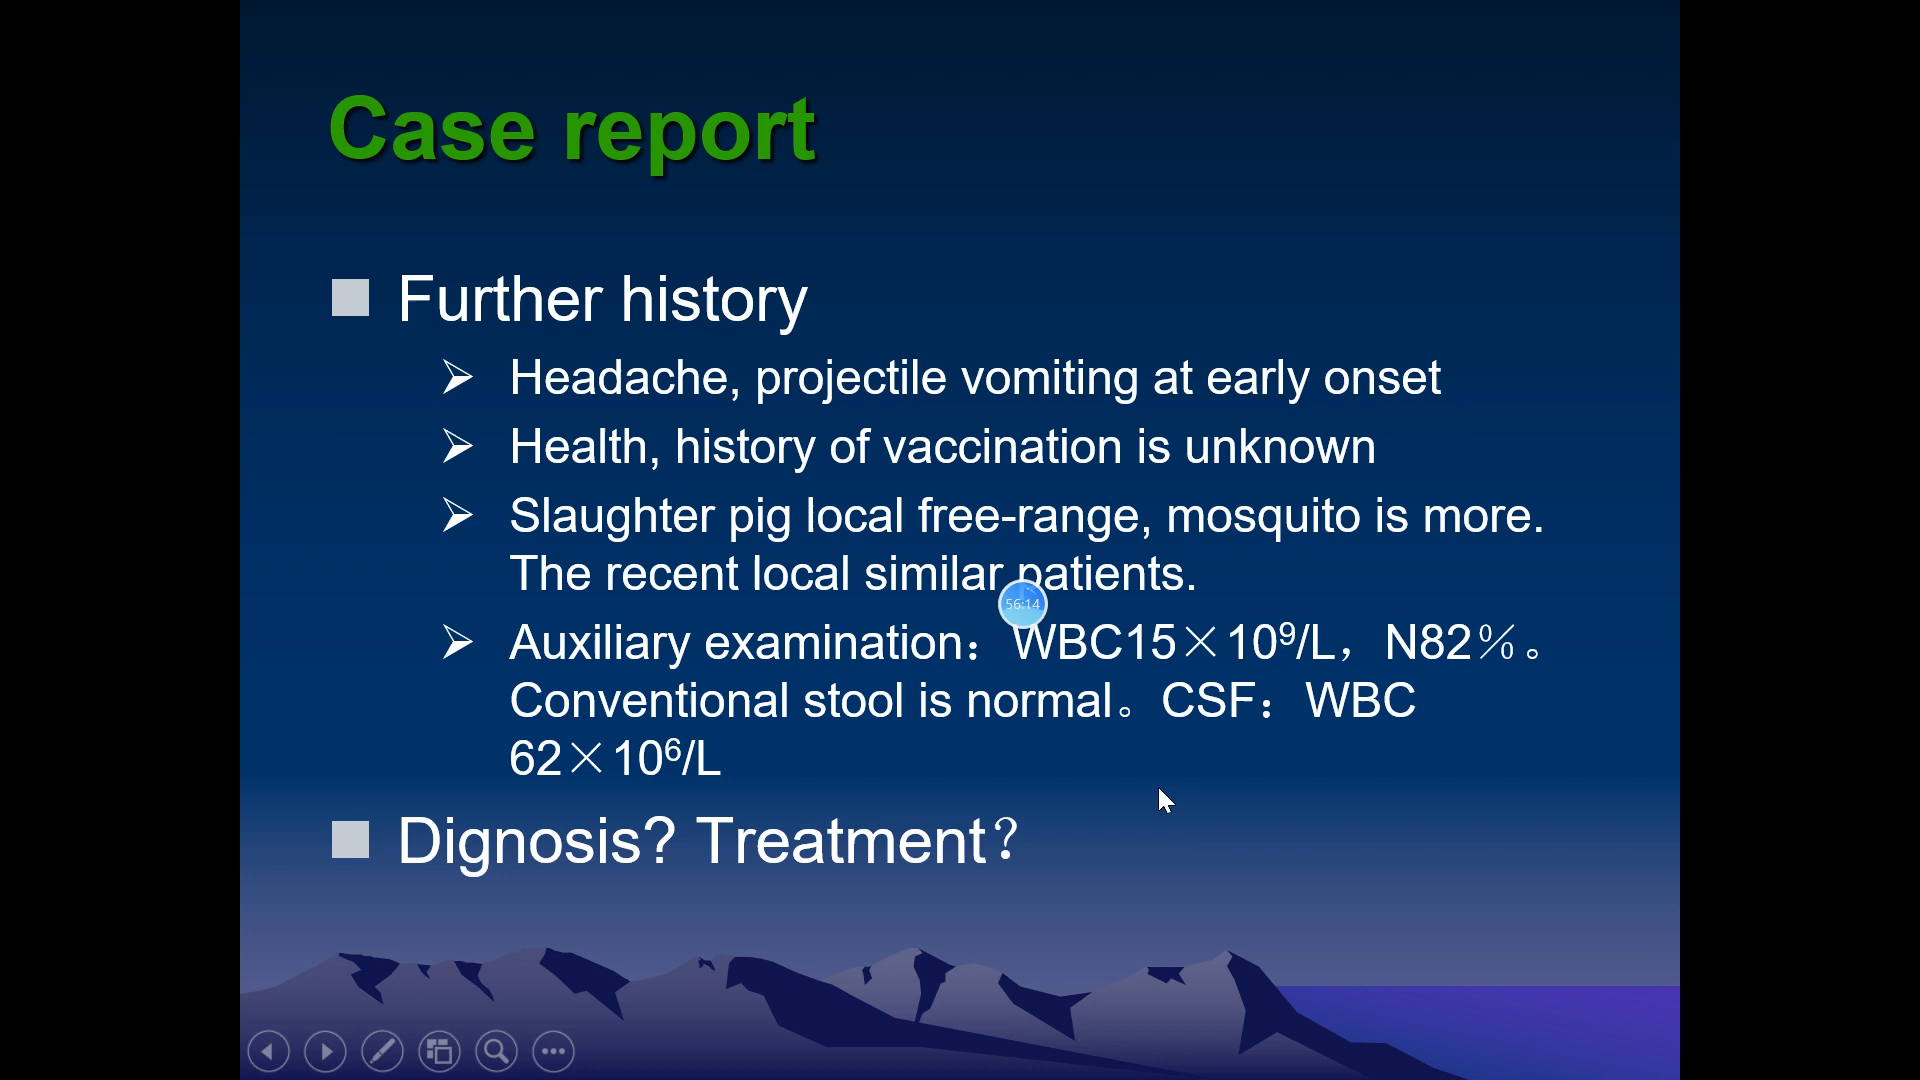 Case report
Further history
Headache, projectile vomiting at early onset
Health, history of vaccination is unknown
Slaughter pig local free-range, mosquito is more.
The recent local similar patients.
56:14
Auxiliary examination：WBC15×10⁹/L，N82％。
Conventional stool is normal。CSF：WBC
62×10⁶/L
Dignosis? Treatment？